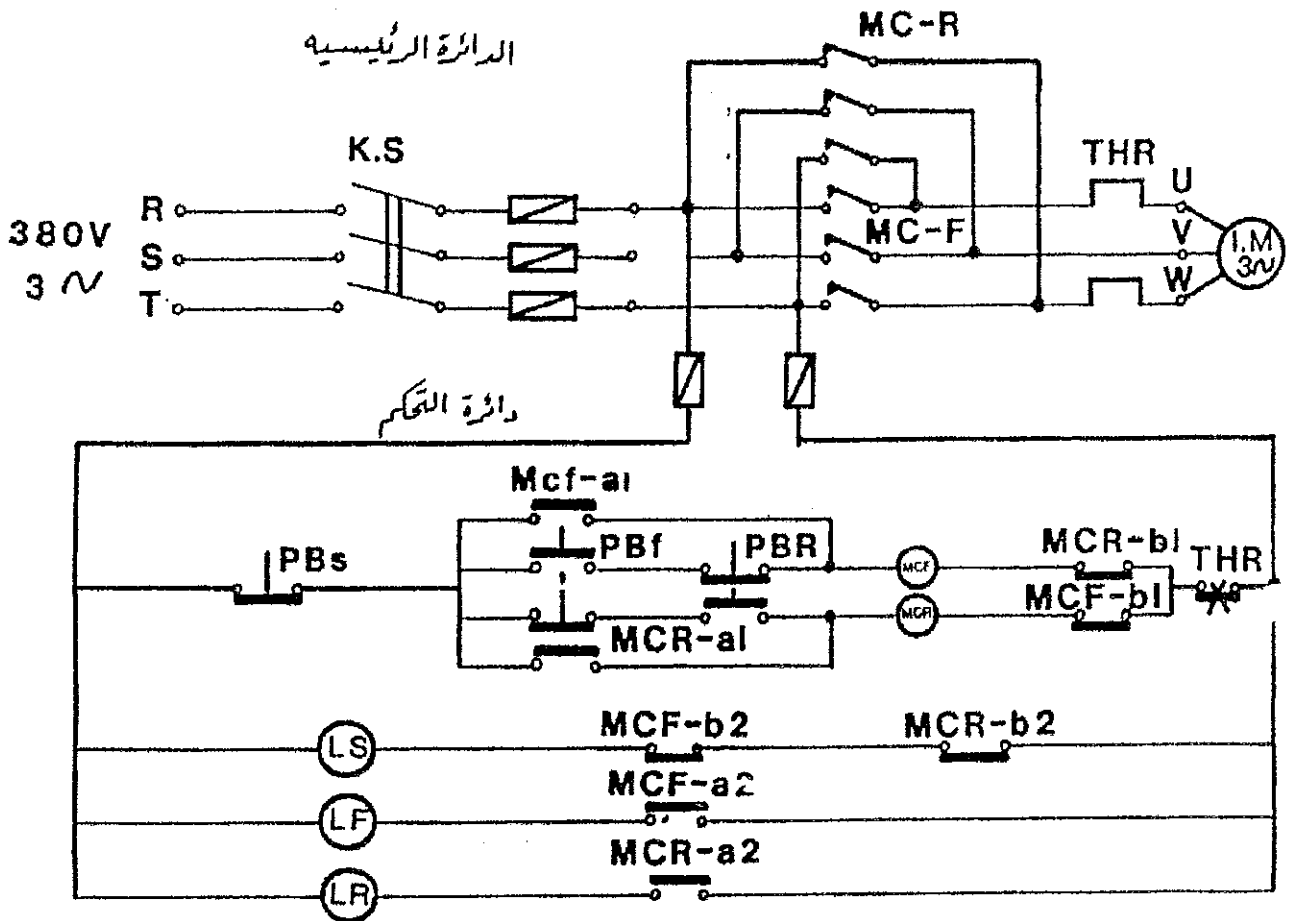 الدائرة الرئيسيه
MC-R
K.S
THR
U
380V
3 ∿
R
S
T
MC-F
V
W
I.M
3∿
دائرة التحكم
Mcf-a1
PBs
PBf
PBR
MCF
MCR-b1
THR
MCF-b1
MCR
MCR-a1
LS
MCF-b2
MCR-b2
LF
MCF-a2
LR
MCR-a2